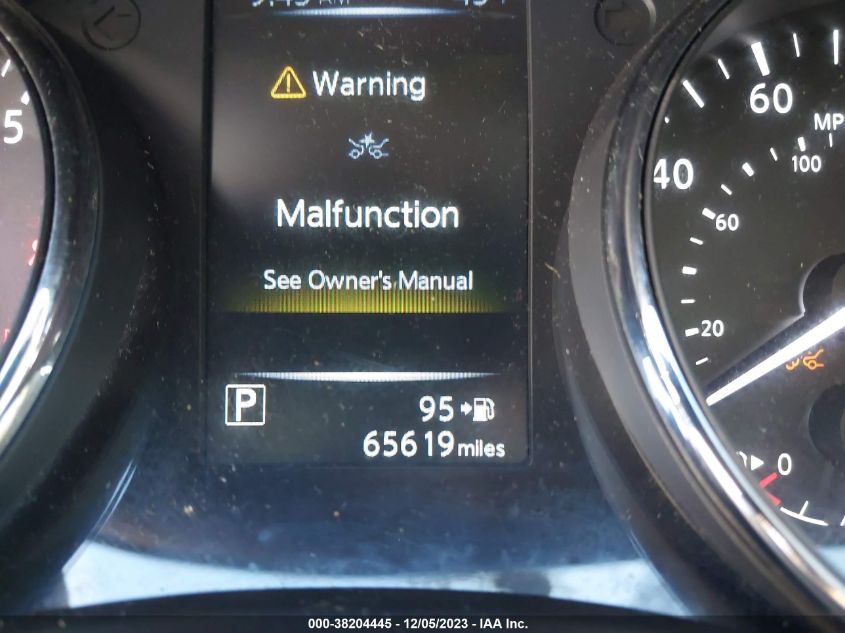 Warning
Malfunction
See Owner's Manual
P
95
65619 miles
5
40
60
60
100
20
0
000-38204445 - 12/05/2023 - IAA Inc.